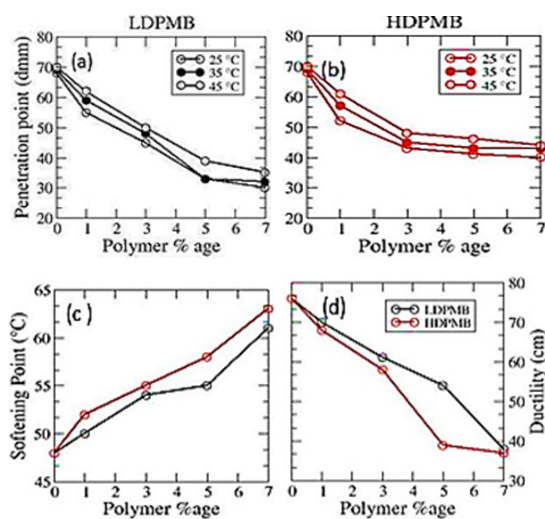 LDPMB
HDPMB
Penetration point (dmm)
80
70
60
50
40
30
20
(a)
25 °C
35 °C
45 °C
0 1 2 3 4 5 6 7
Polymer % age
80
70
60
50
40
30
20
(b)
25 °C
35 °C
45 °C
0 1 2 3 4 5 6 7
Polymer % age
Softening Point (°C)
65
60
55
50
45
(c)
0 1 2 3 4 5 6 7
Polymer %age
(d)
LDPMB
HDPMB
80
70
60
50
40
30
Ductility (cm)
0 1 2 3 4 5 6 7
Polymer %age